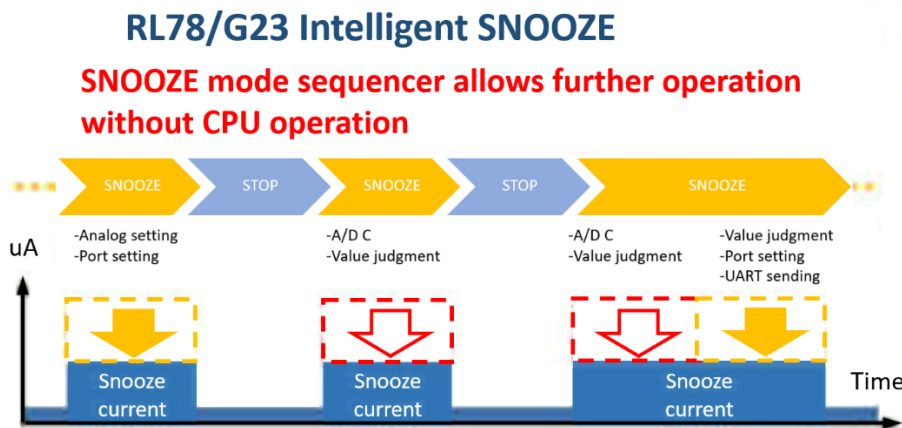 RL78/G23 Intelligent SNOOZE
SNOOZE mode sequencer allows further operation
without CPU operation
SNOOZE
STOP
SNOOZE
STOP
SNOOZE
-Analog setting
-Port setting
-A/D C
-Value judgment
-A/D C
-Value judgment
-Value judgment
-Port setting
-UART sending
uA
Snooze
current
Snooze
current
Snooze
current
Time